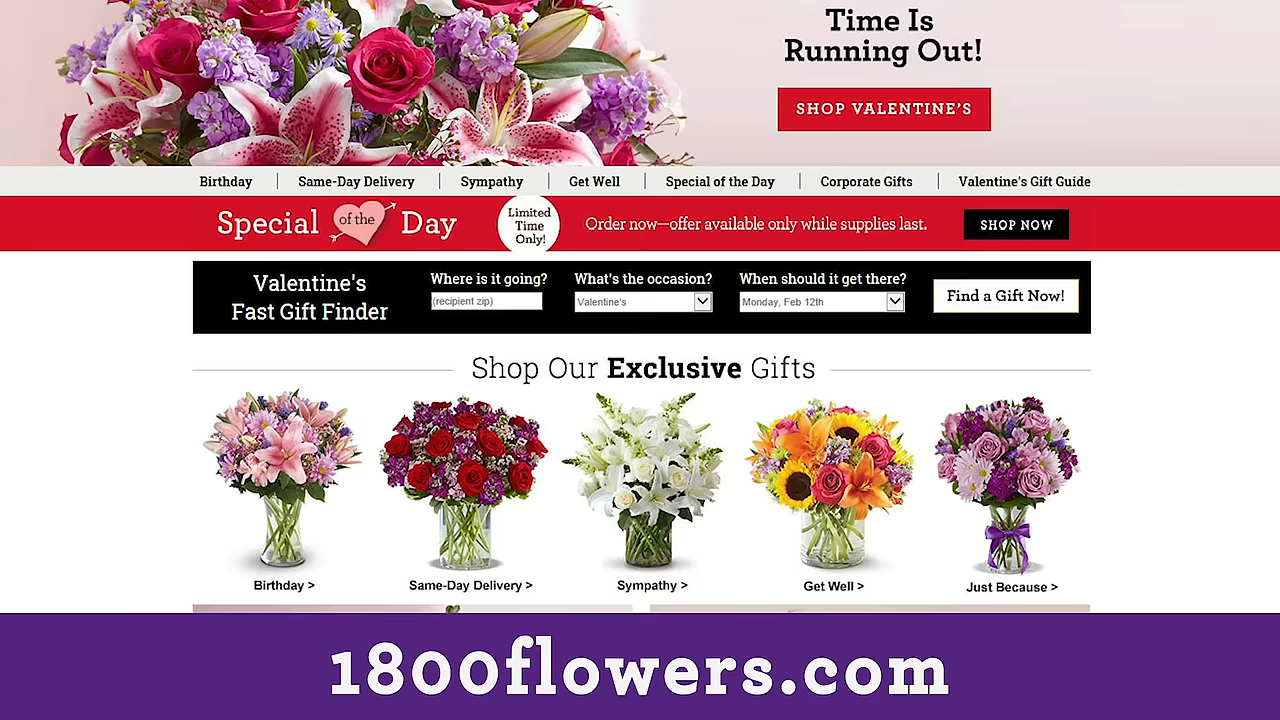 Time Is
Running Out!
SHOP VALENTINE'S
Birthday
Same-Day Delivery
Sympathy
Get Well
Special of the Day
Corporate Gifts
Valentine's Gift Guide
Special of the Day
Limited
Time
Only!
Order now—offer available only while supplies last.
SHOP NOW
Valentine's
Fast Gift Finder
Where is it going?
(recipient zip)
What's the occasion?
Valentine's
When should it get there?
Monday, Feb 12th
Find a Gift Now!
Shop Our Exclusive Gifts
Birthday >
Same-Day Delivery >
Sympathy >
Get Well >
Just Because >
1800flowers.com